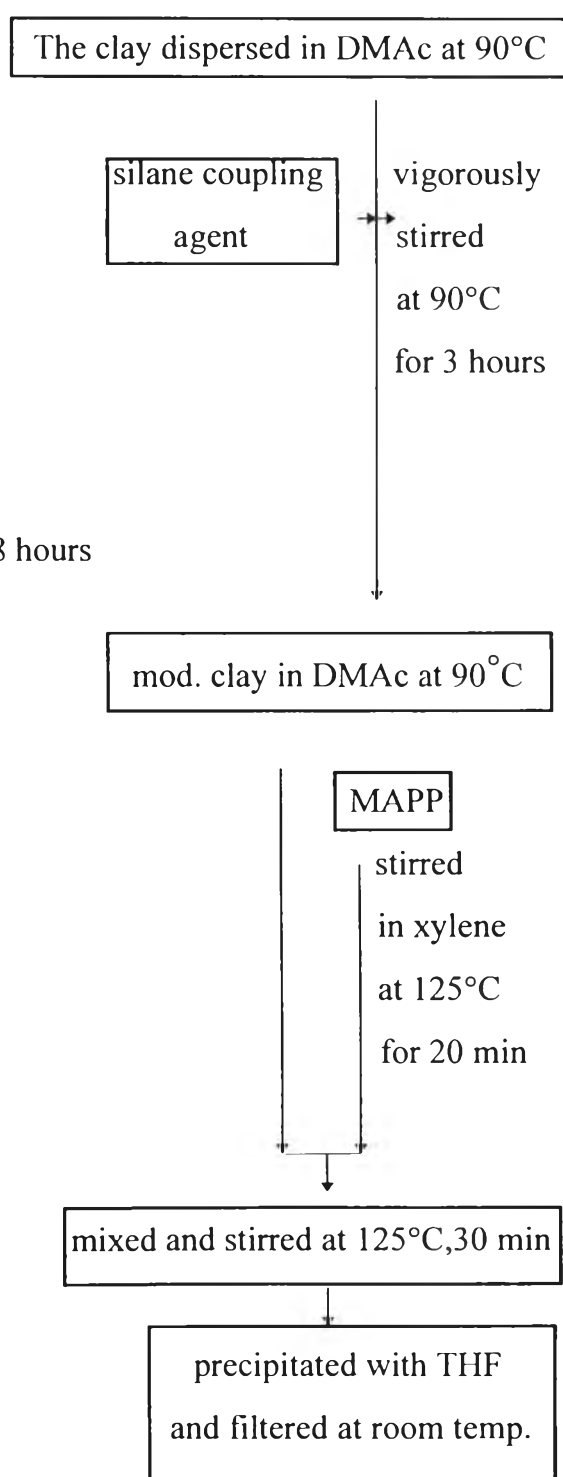 The clay dispersed in DMAc at 90°C
silane coupling
agent
vigorously
stirred
at 90°C
for 3 hours
hours
mod. clay in DMAc at 90°C
MAPP
stirred
in xylene
at 125°C
for 20 min
mixed and stirred at 125°C,30 min
precipitated with THF
and filtered at room temp.